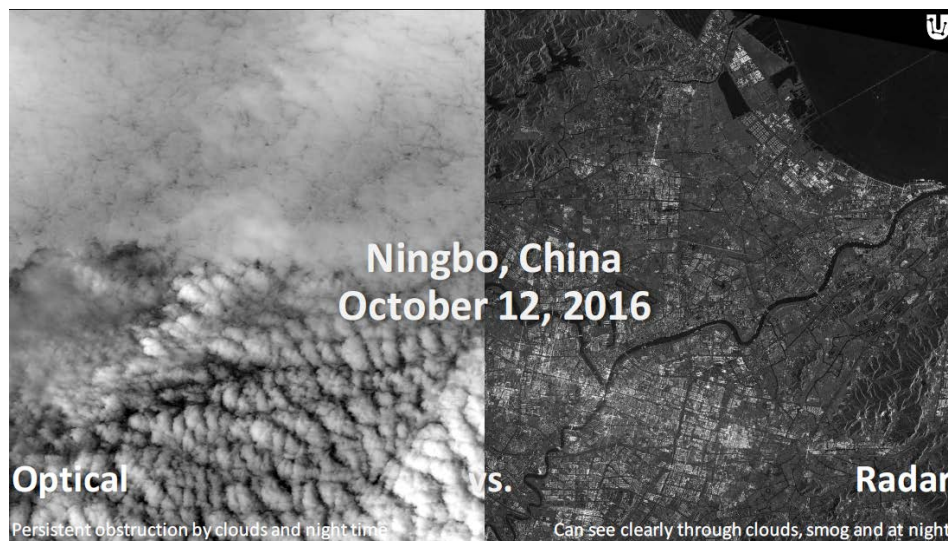 Ningbo, China
October 12, 2016
Optical vs. Radar
Persistent obstruction by clouds and night time
Can see clearly through clouds, smog and at night